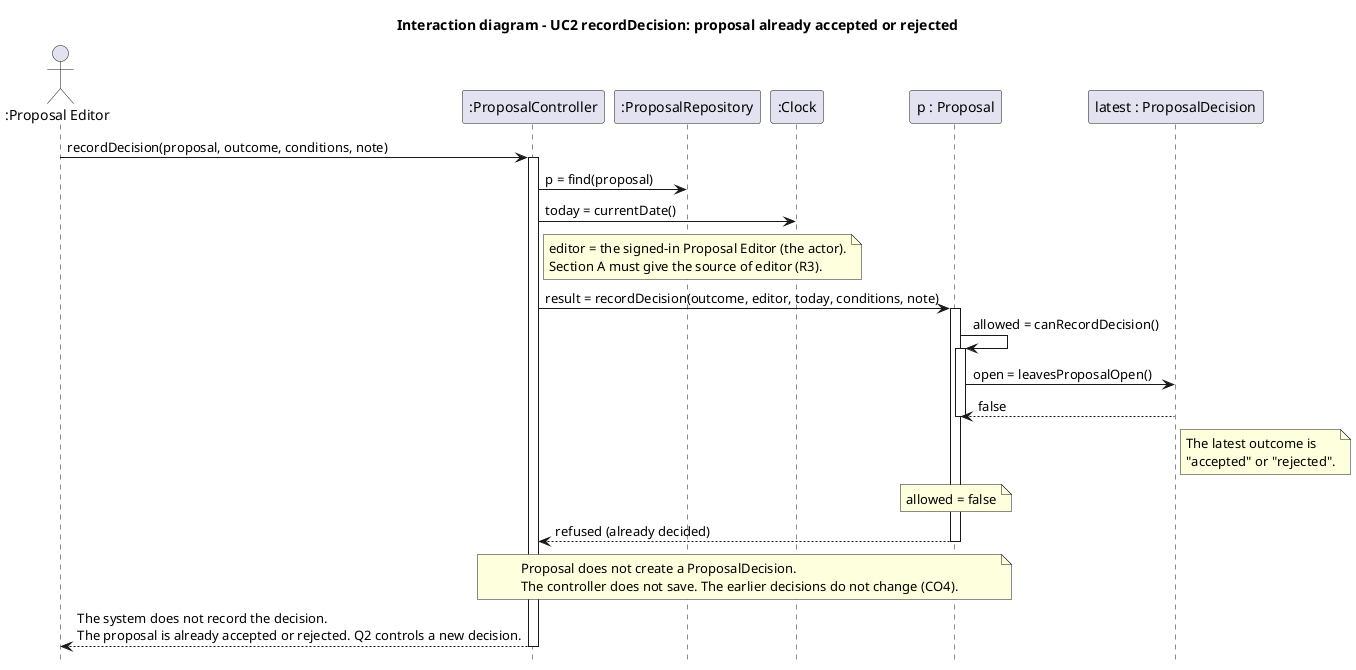 Interaction diagram - UC2 recordDecision: proposal already accepted or rejected
:Proposal Editor
:ProposalController
:ProposalRepository
:Clock
p : Proposal
latest : ProposalDecision
recordDecision(proposal, outcome, conditions, note)
p = find(proposal)
today = currentDate()
editor = the signed-in Proposal Editor (the actor).
Section A must give the source of editor (R3).
result = recordDecision(outcome, editor, today, conditions, note)
allowed = canRecordDecision()
open = leavesProposalOpen()
false
The latest outcome is
"accepted" or "rejected".
allowed = false
refused (already decided)
Proposal does not create a ProposalDecision.
The controller does not save. The earlier decisions do not change (CO4).
The system does not record the decision.
The proposal is already accepted or rejected. Q2 controls a new decision.